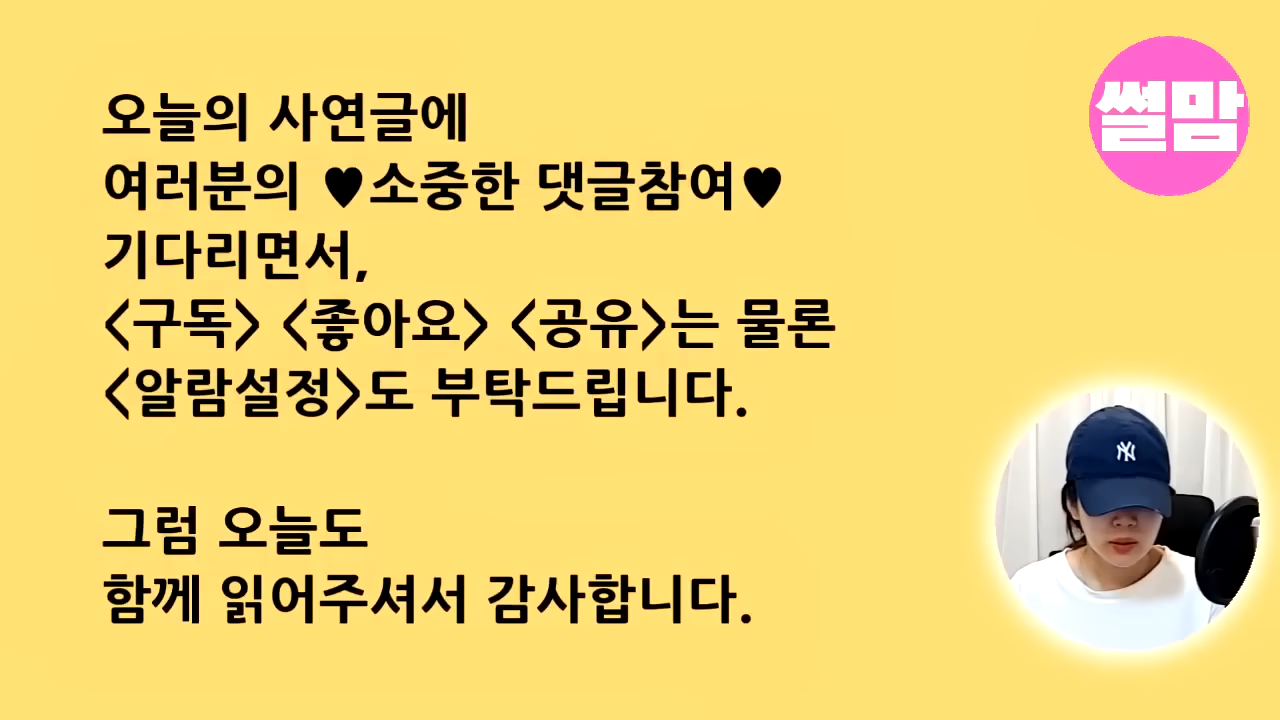 오늘의 사연글에
여러분의 ♥소중한 댓글참여♥
기다리면서,
<구독> <좋아요> <공유>는 물론
<알람설정>도 부탁드립니다.
그럼 오늘도
함께 읽어주셔서 감사합니다.
썰맘
NY